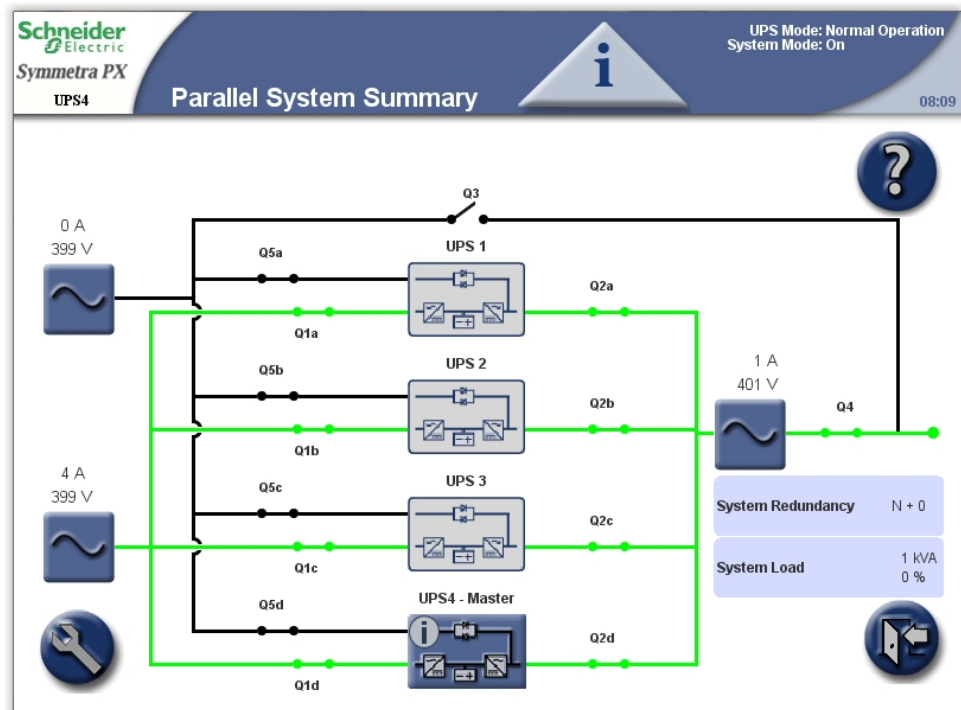 Schneider
Electric
Symmetra PX
UPS4
Parallel System Summary
i
UPS Mode: Normal Operation
System Mode: On
08:09
?
Q3
0 A
399 V
Q5a
UPS 1
Q1a
Q2a
Q5b
UPS 2
Q1b
Q2b
1 A
401 V
Q4
4 A
399 V
Q5c
UPS 3
Q1c
Q2c
System Redundancy N + 0
System Load 1 kVA
0 %
Q5d
UPS4 - Master
i
Q1d
Q2d